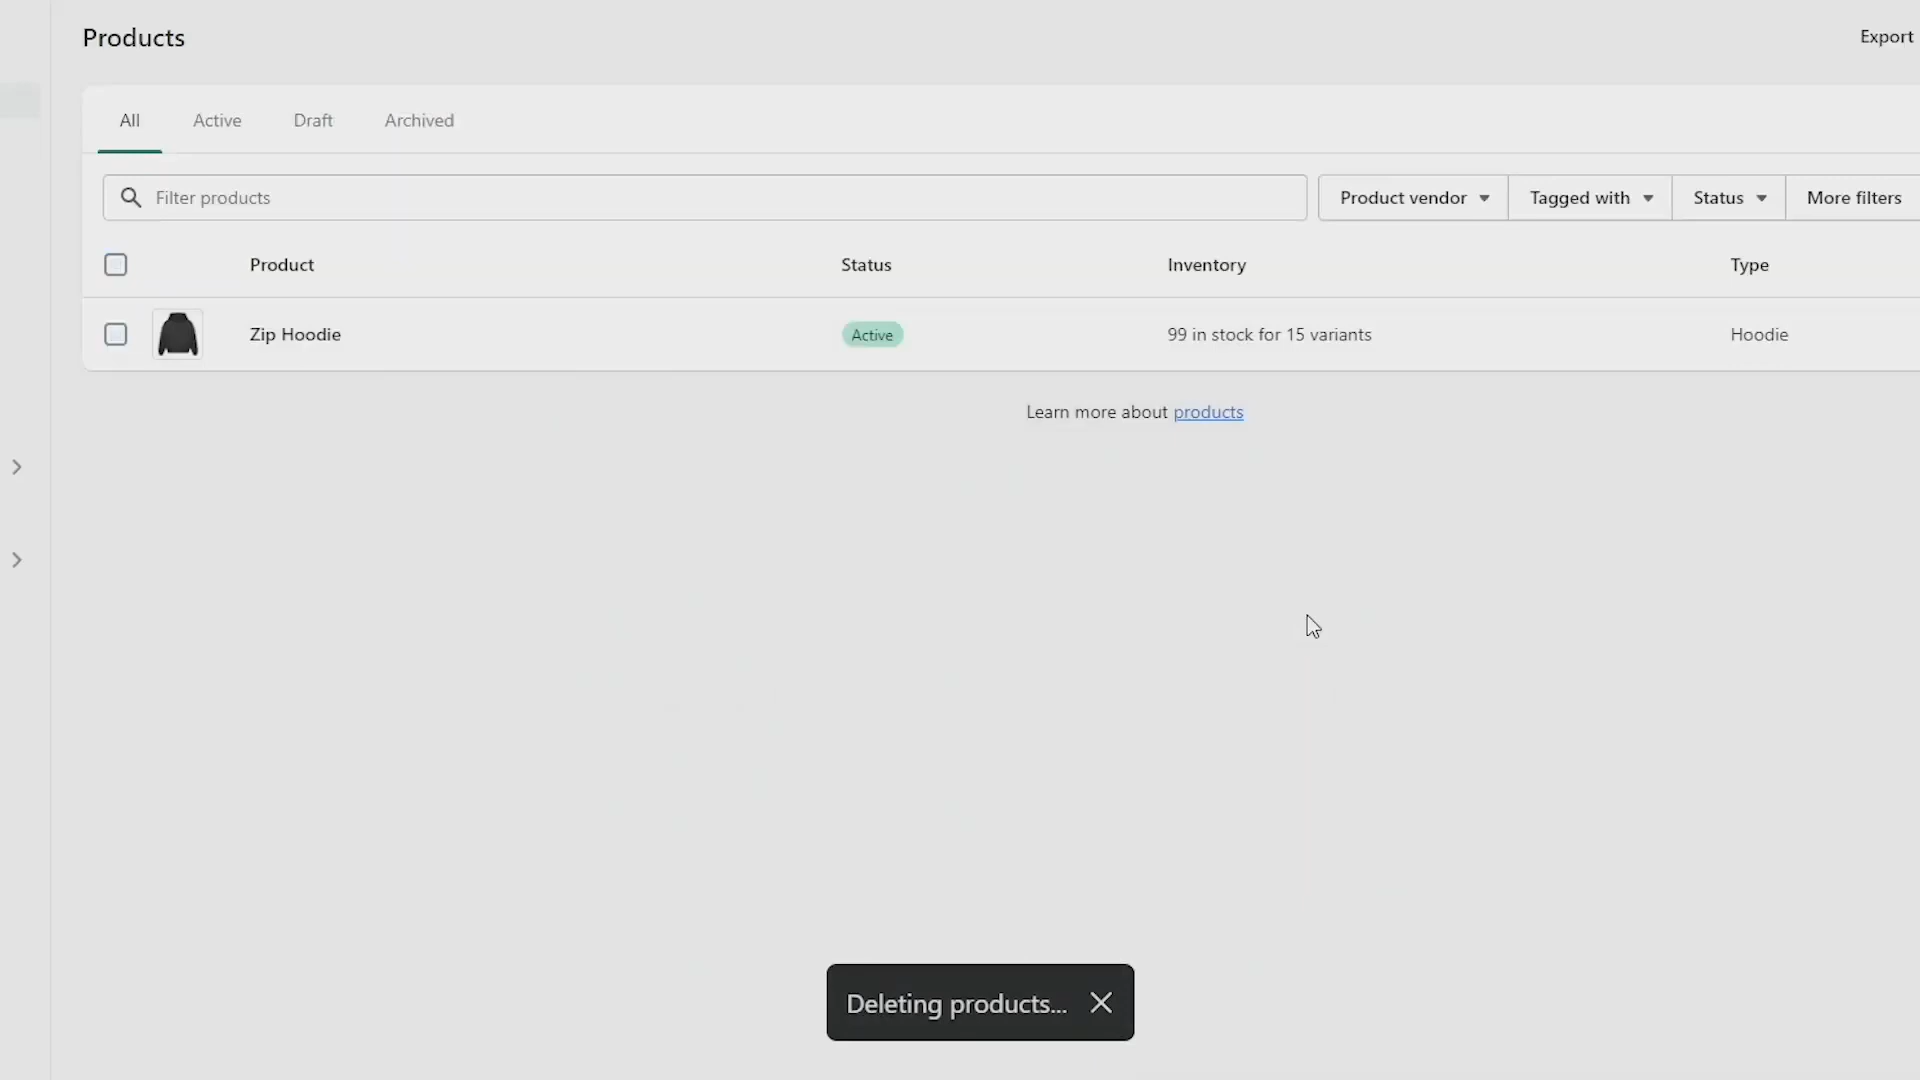 Products
Export
All Active Draft Archived
Filter products Product vendor Tagged with Status More filters
Product Status Inventory Type
Zip Hoodie Active 99 in stock for 15 variants Hoodie
Learn more about products
Deleting products...